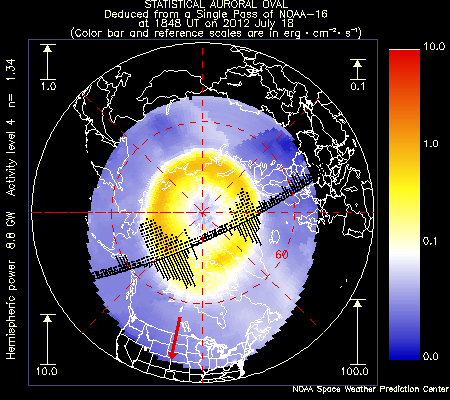 STATISTICAL AURORAL OVAL
Deduced from a Single Pass of NOAA-16
at 1848 UT on 2012 July 18
(Color bar and reference scales are in erg · cm⁻² · s⁻¹)
Hemispheric power 8.8 GW Activity level 4 n= 1.34
1.0
0.1
10.0
1.0
0.1
0.0
60
10.0
100.0
NOAA Space Weather Prediction Center